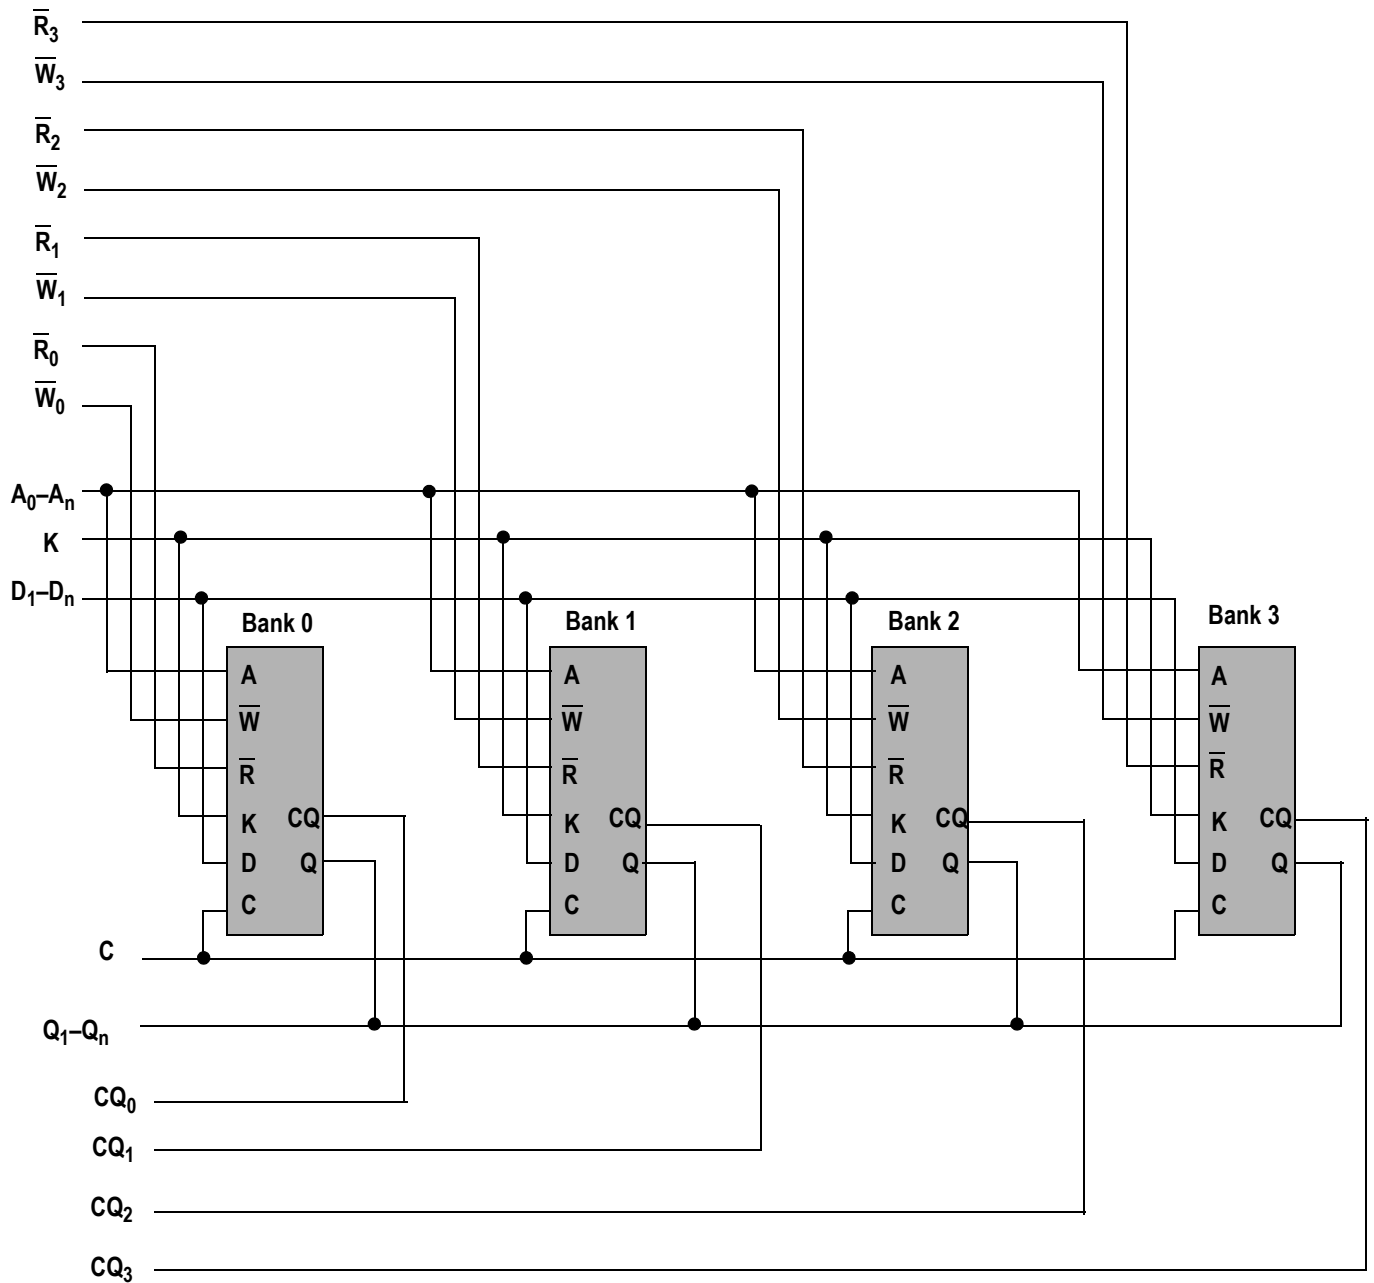 R̅₃
W̅₃
R̅₂
W̅₂
R̅₁
W̅₁
R̅₀
W̅₀
A₀–Aₙ
K
D₁–Dₙ
Bank 0
A
W̅
R̅
K
D
C
CQ
Q
Bank 1
A
W̅
R̅
K
D
C
CQ
Q
Bank 2
A
W̅
R̅
K
D
C
CQ
Q
Bank 3
A
W̅
R̅
K
D
C
CQ
Q
C
Q₁–Qₙ
CQ₀
CQ₁
CQ₂
CQ₃